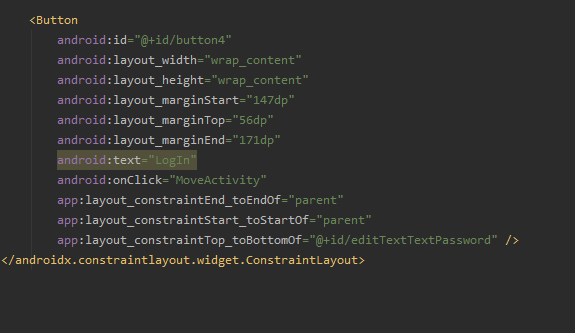 <Button
android:id="@+id/button4"
android:layout_width="wrap_content"
android:layout_height="wrap_content"
android:layout_marginStart="147dp"
android:layout_marginTop="56dp"
android:layout_marginEnd="171dp"
android:text="LogIn"
android:onClick="MoveActivity"
app:layout_constraintEnd_toEndOf="parent"
app:layout_constraintStart_toStartOf="parent"
app:layout_constraintTop_toBottomOf="@+id/editTextTextPassword" />
</androidx.constraintlayout.widget.ConstraintLayout>